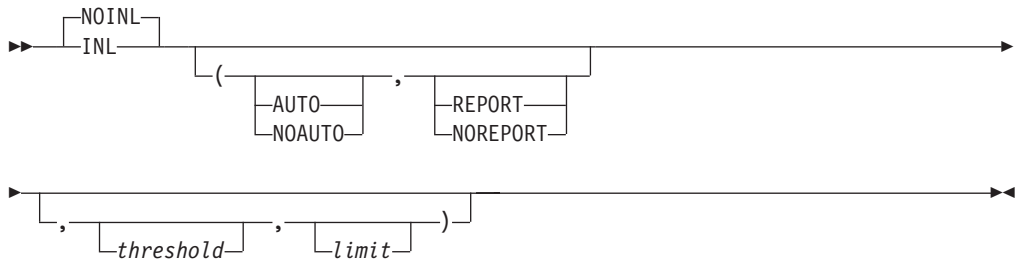 NOINL
INL
( , 
AUTO REPORT
NOAUTO NOREPORT
, , )
threshold limit